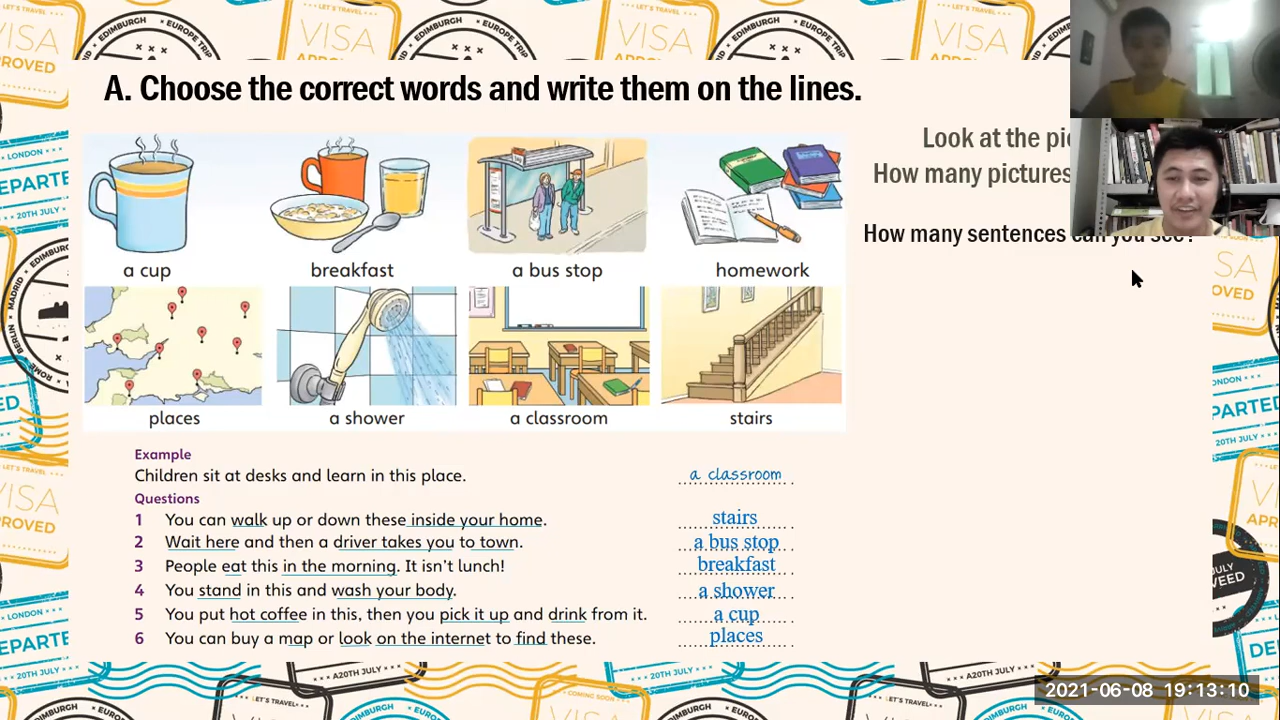 A. Choose the correct words and write them on the lines.
Look at the
How many pictures
How many sentences can you see?
a cup
breakfast
a bus stop
homework
places
a shower
a classroom
stairs
Example
Children sit at desks and learn in this place. a classroom
Questions
1 You can walk up or down these inside your home. stairs
2 Wait here and then a driver takes you to town. a bus stop
3 People eat this in the morning. It isn't lunch! breakfast
4 You stand in this and wash your body. a shower
5 You put hot coffee in this, then you pick it up and drink from it. a cup
6 You can buy a map or look on the internet to find these. places
2021-06-08 19:13:10